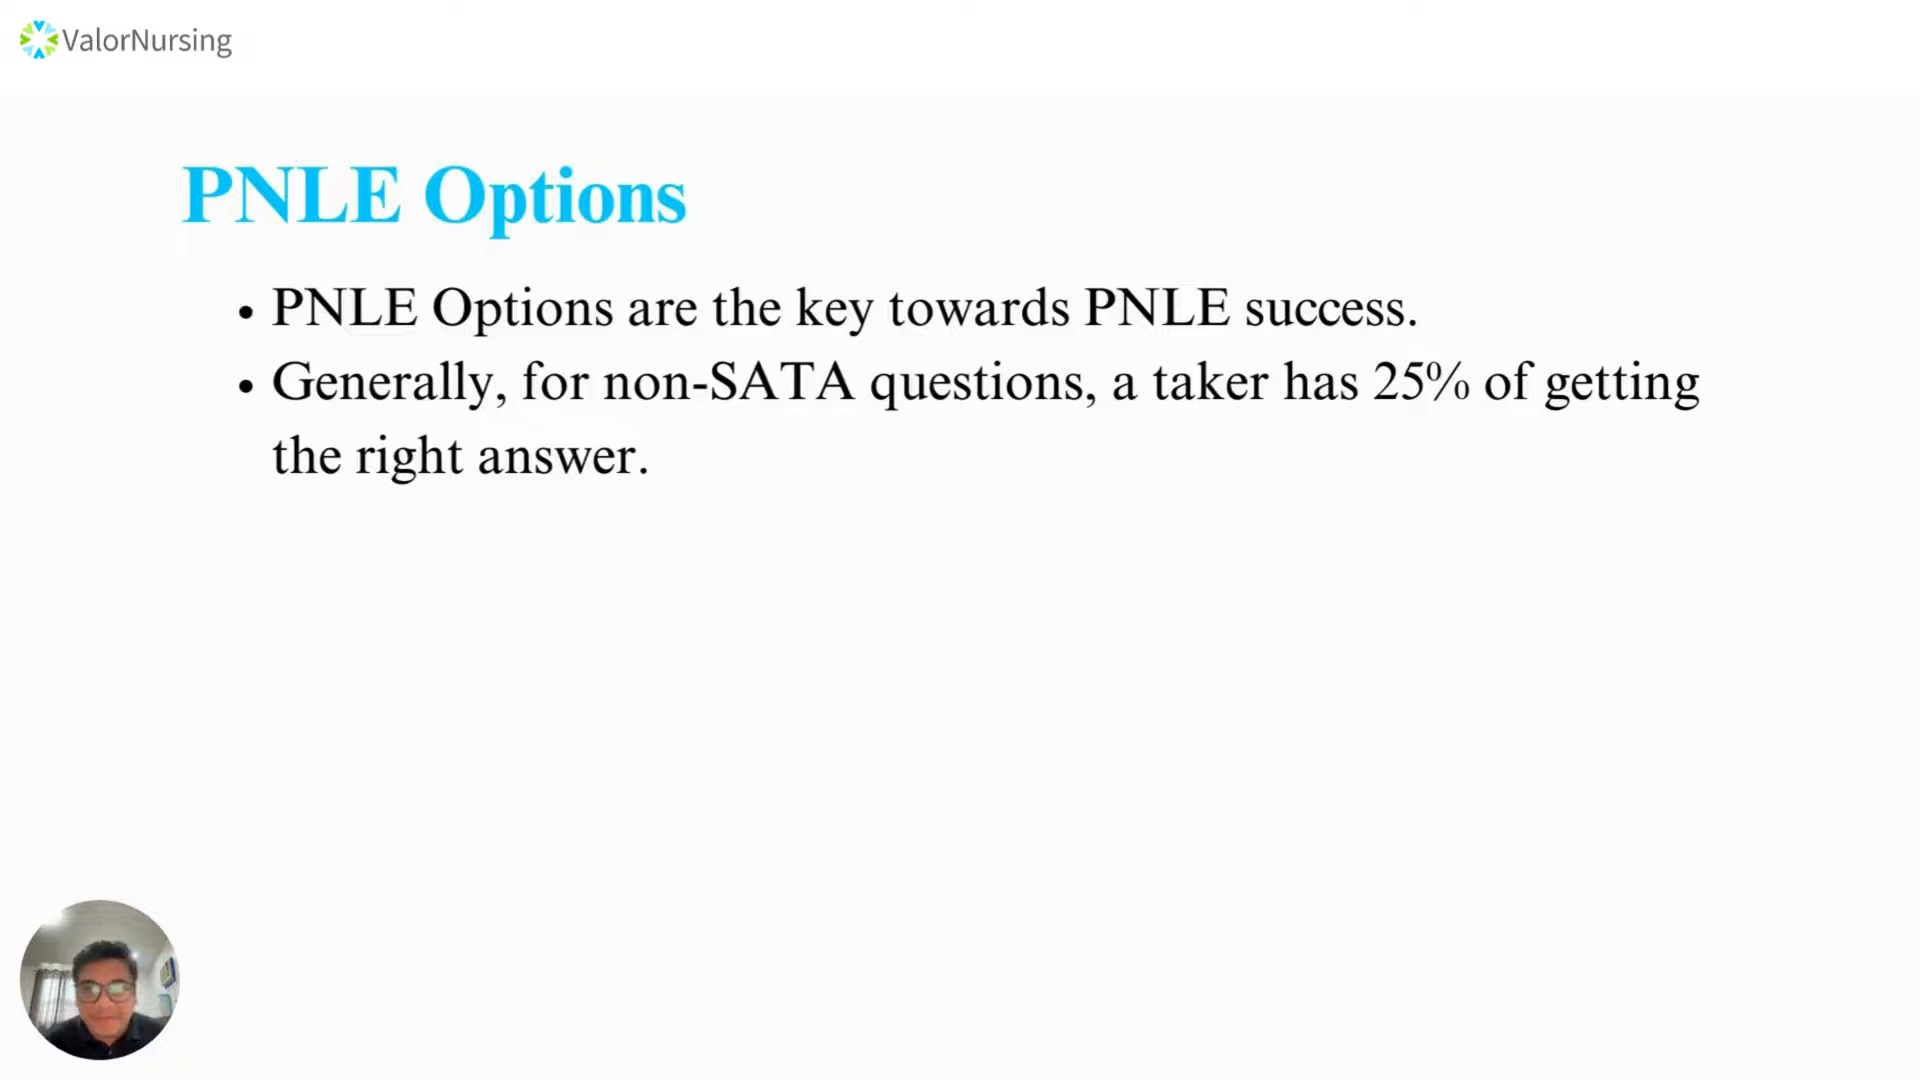 ValorNursing
PNLE Options
• PNLE Options are the key towards PNLE success.
• Generally, for non-SATA questions, a taker has 25% of getting
the right answer.